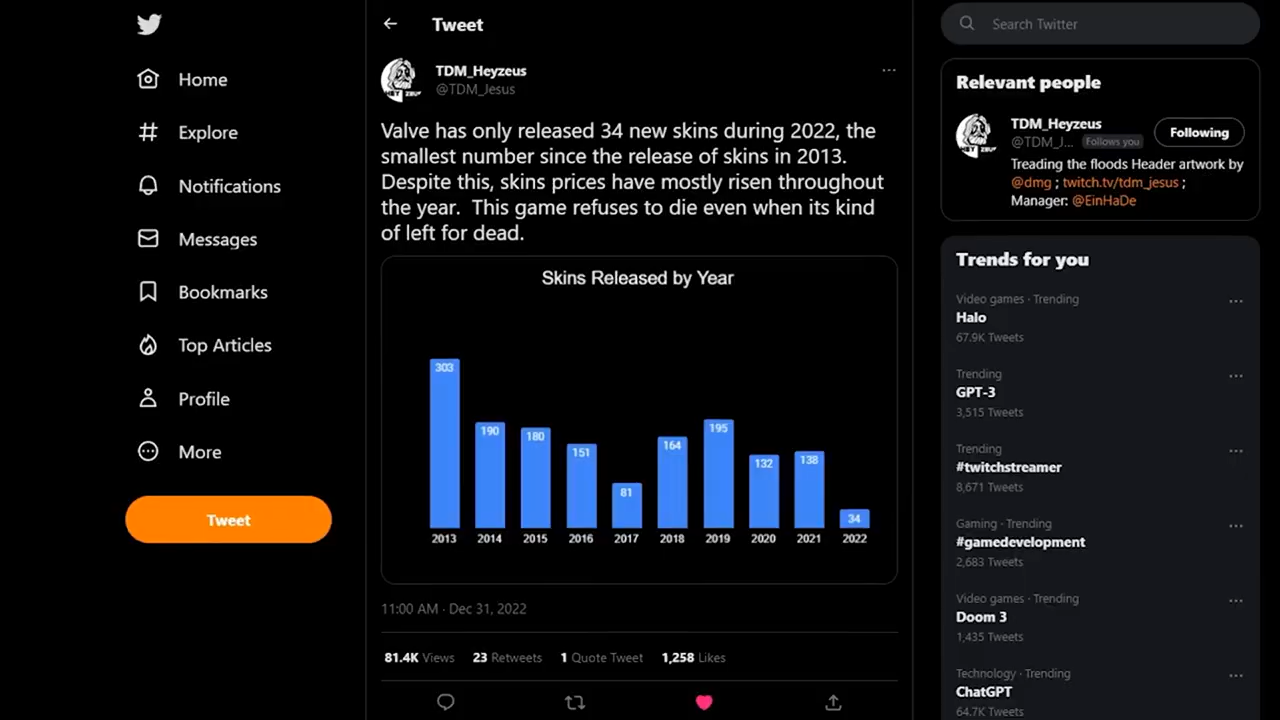 Home
Explore
Notifications
Messages
Bookmarks
Top Articles
Profile
More
Tweet
Tweet
TDM_Heyzeus
@TDM_Jesus
Valve has only released 34 new skins during 2022, the
smallest number since the release of skins in 2013.
Despite this, skins prices have mostly risen throughout
the year.  This game refuses to die even when its kind
of left for dead.
Skins Released by Year
303
190
180
151
81
164
195
132
138
34
2013 2014 2015 2016 2017 2018 2019 2020 2021 2022
11:00 AM · Dec 31, 2022
81.4K Views 23 Retweets 1 Quote Tweet 1,258 Likes
Search Twitter
Relevant people
TDM_Heyzeus
@TDM_J... Follows you
Following
Treading the floods Header artwork by
@dmg ; twitch.tv/tdm_jesus ;
Manager: @EinHaDe
Trends for you
Video games · Trending
Halo
67.9K Tweets
Trending
GPT-3
3,515 Tweets
Trending
#twitchstreamer
8,671 Tweets
Gaming · Trending
#gamedevelopment
2,683 Tweets
Video games · Trending
Doom 3
1,435 Tweets
Technology · Trending
ChatGPT
64.7K Tweets